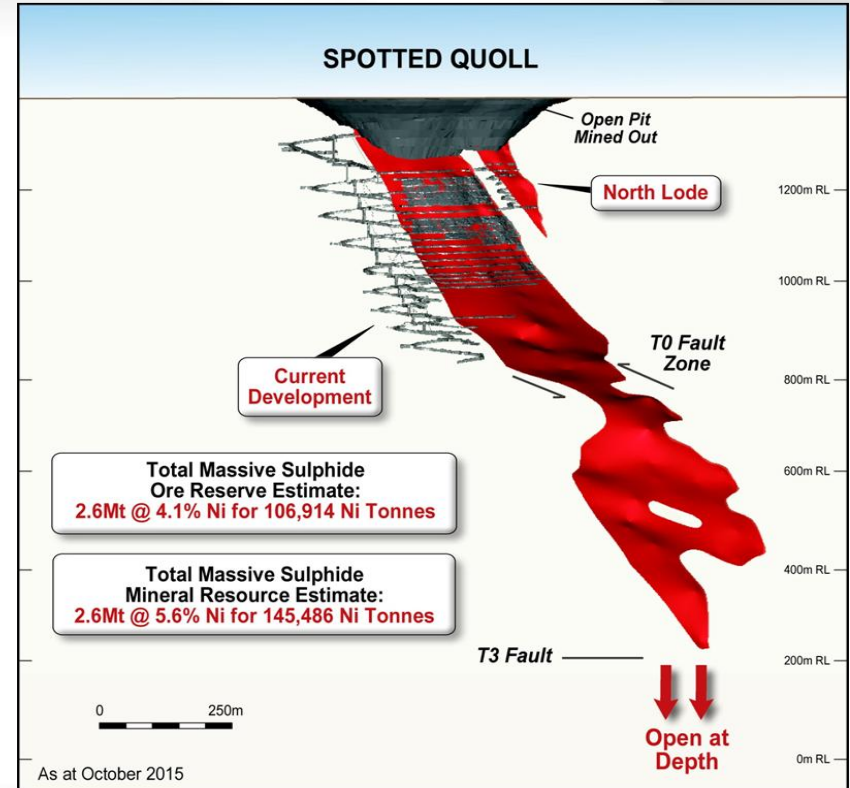 SPOTTED QUOLL
Open Pit
Mined Out
North Lode
1200m RL
1000m RL
T0 Fault
Zone
Current
Development
800m RL
Total Massive Sulphide
Ore Reserve Estimate:
2.6Mt @ 4.1% Ni for 106,914 Ni Tonnes
600m RL
Total Massive Sulphide
Mineral Resource Estimate:
2.6Mt @ 5.6% Ni for 145,486 Ni Tonnes
400m RL
T3 Fault
200m RL
0 250m
Open at
Depth
0m RL
As at October 2015